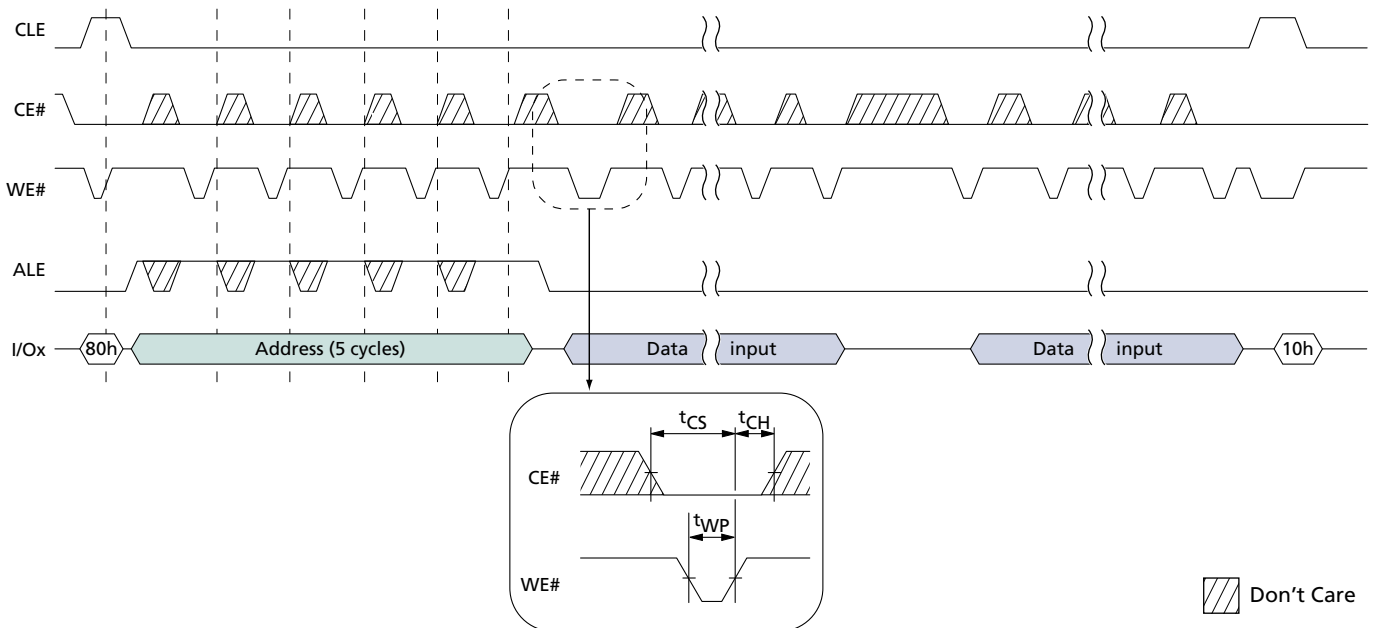 CLE
CE#
WE#
ALE
I/Ox 80h Address (5 cycles) Data input Data input 10h
tCS tCH
CE#
tWP
WE#
Don't Care